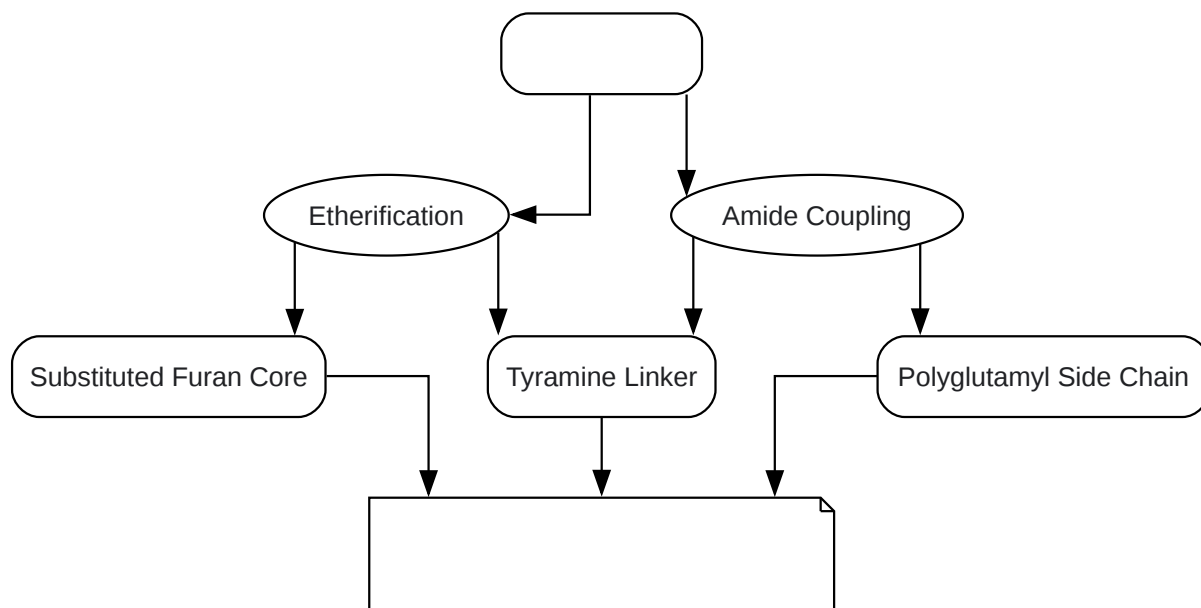 Etherification
Amide Coupling
Substituted Furan Core
Tyramine Linker
Polyglutamyl Side Chain